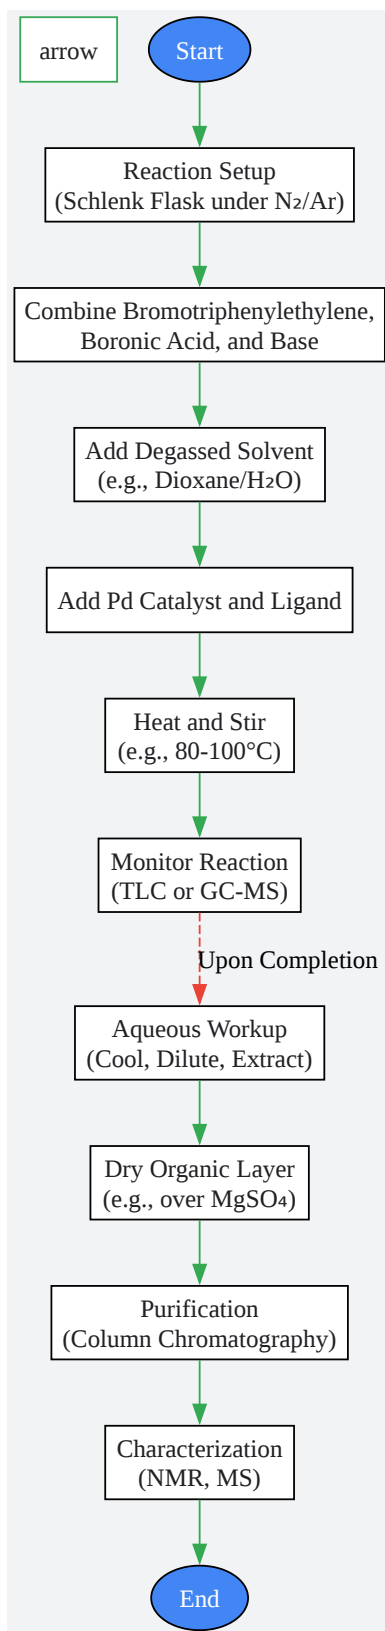 arrow
Start
Reaction Setup
(Schlenk Flask under N₂/Ar)
Combine Bromotriphenylethylene,
Boronic Acid, and Base
Add Degassed Solvent
(e.g., Dioxane/H₂O)
Add Pd Catalyst and Ligand
Heat and Stir
(e.g., 80-100°C)
Monitor Reaction
(TLC or GC-MS)
Upon Completion
Aqueous Workup
(Cool, Dilute, Extract)
Dry Organic Layer
(e.g., over MgSO₄)
Purification
(Column Chromatography)
Characterization
(NMR, MS)
End